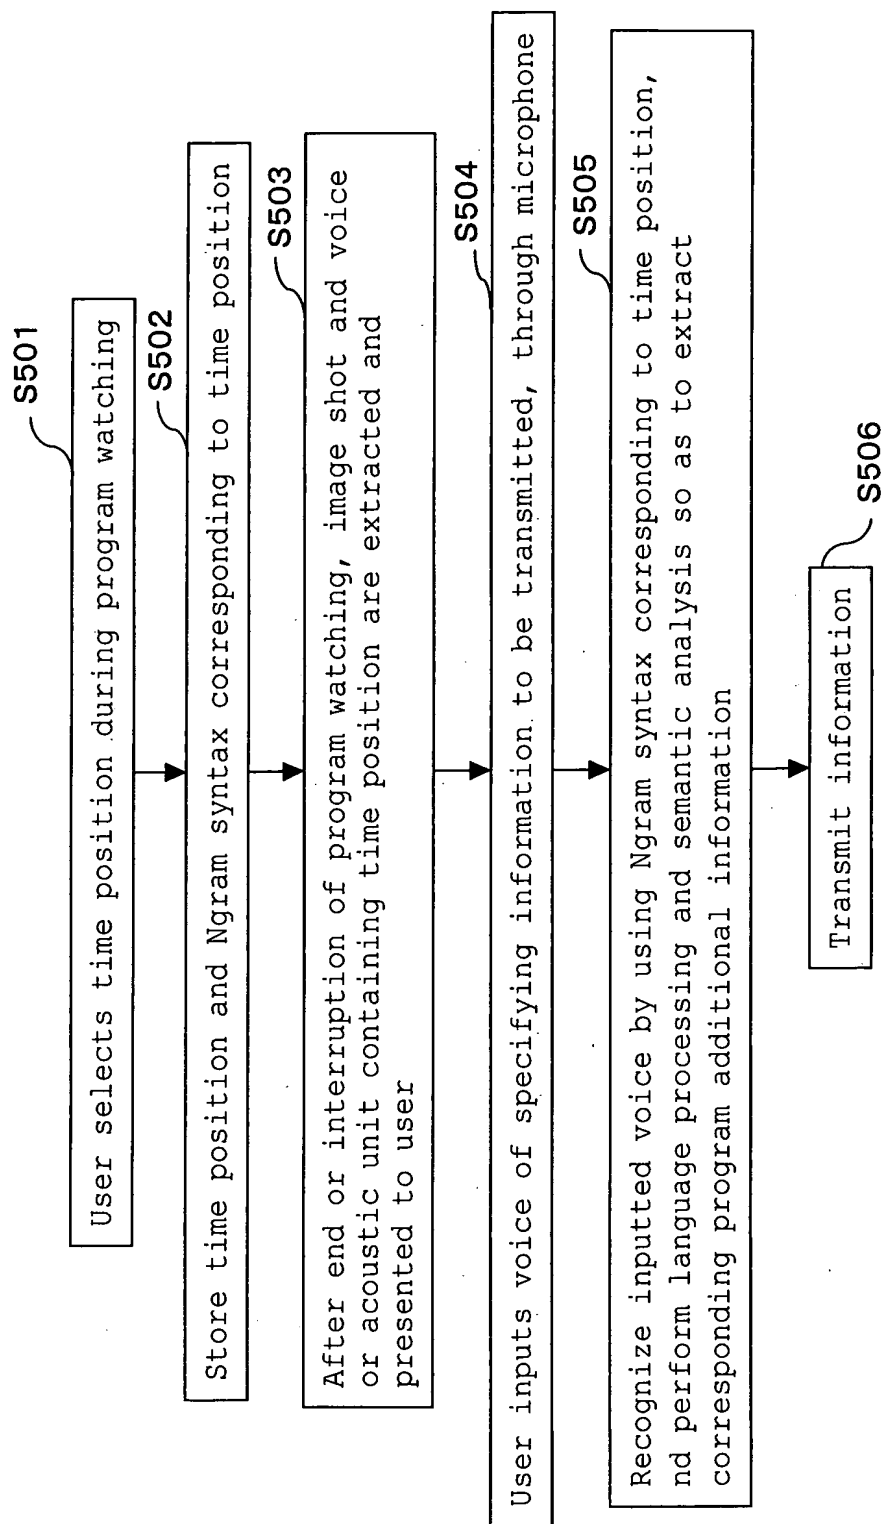 S501
User selects time position during program watching
S502
Store time position and Ngram syntax corresponding to time position
S503
After end or interruption of program watching, image shot and voice
or acoustic unit containing time position are extracted and
presented to user
S504
User inputs voice of specifying information to be transmitted, through microphone
S505
Recognize inputted voice by using Ngram syntax corresponding to time position,
nd perform language processing and semantic analysis so as to extract
corresponding program additional information
S506
Transmit information